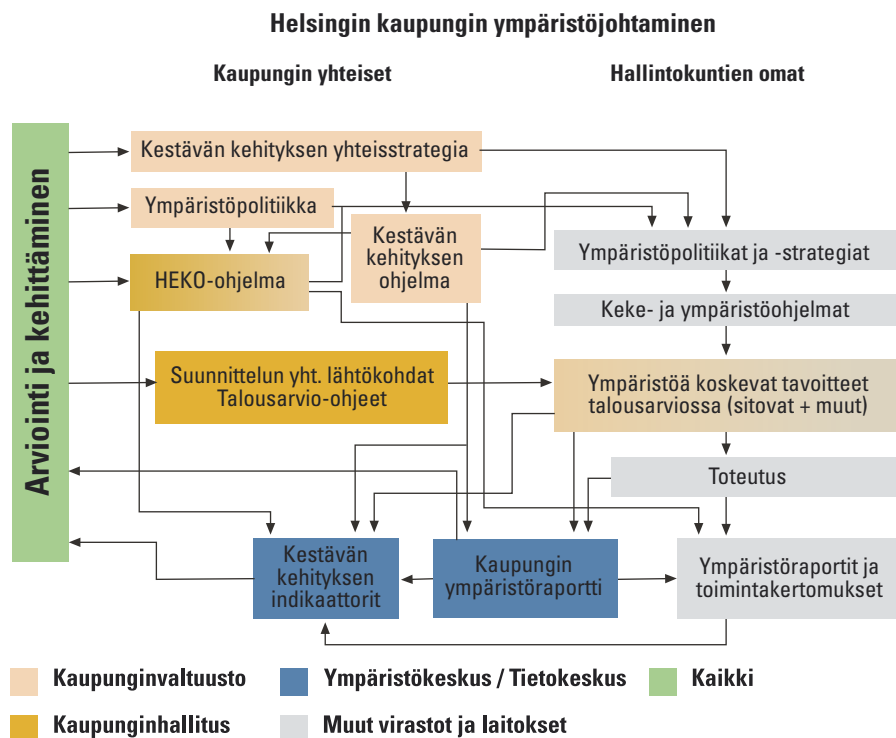 Helsingin kaupungin ympäristöjohtaminen
Kaupungin yhteiset
Hallintokuntien omat
Arviointi ja kehittäminen
Kestävän kehityksen yhteisstrategia
Ympäristöpolitiikka
Kestävän
kehityksen
ohjelma
HEKO-ohjelma
Ympäristöpolitiikat ja -strategiat
Keke- ja ympäristöohjelmat
Suunnittelun yht. lähtökohdat
Talousarvio-ohjeet
Ympäristöä koskevat tavoitteet
talousarviossa (sitovat + muut)
Toteutus
Kestävän
kehityksen
indikaattorit
Kaupungin
ympäristöraportti
Ympäristöraportit ja
toimintakertomukset
Kaupunginvaltuusto
Ympäristökeskus / Tietokeskus
Kaikki
Kaupunginhallitus
Muut virastot ja laitokset